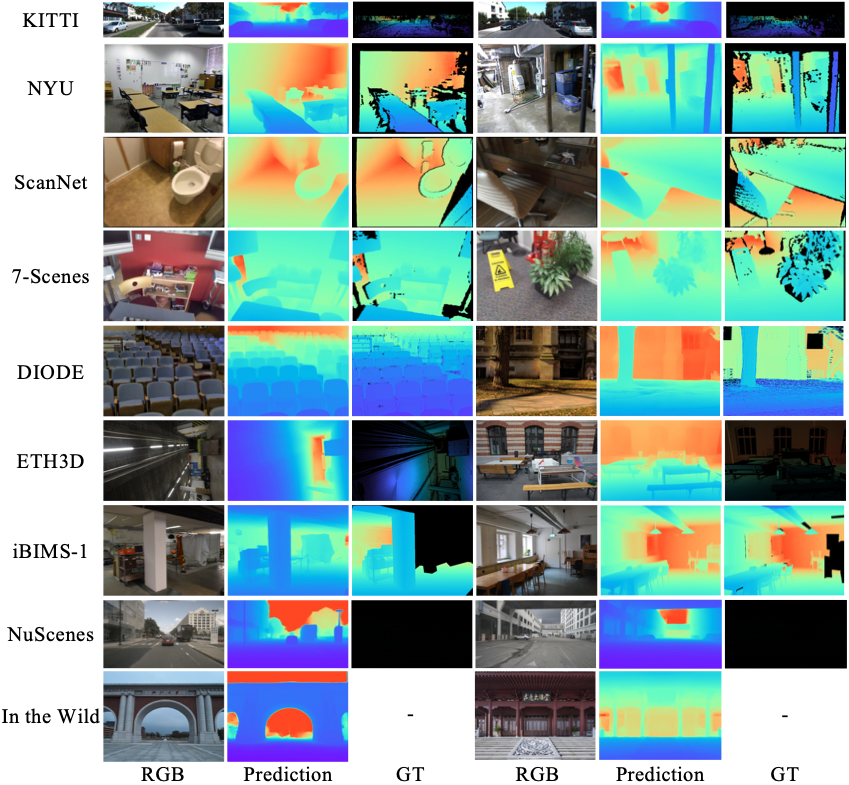 KITTI
NYU
ScanNet
7-Scenes
DIODE
ETH3D
iBIMS-1
NuScenes
In the Wild
-
-
RGB
Prediction
GT
RGB
Prediction
GT